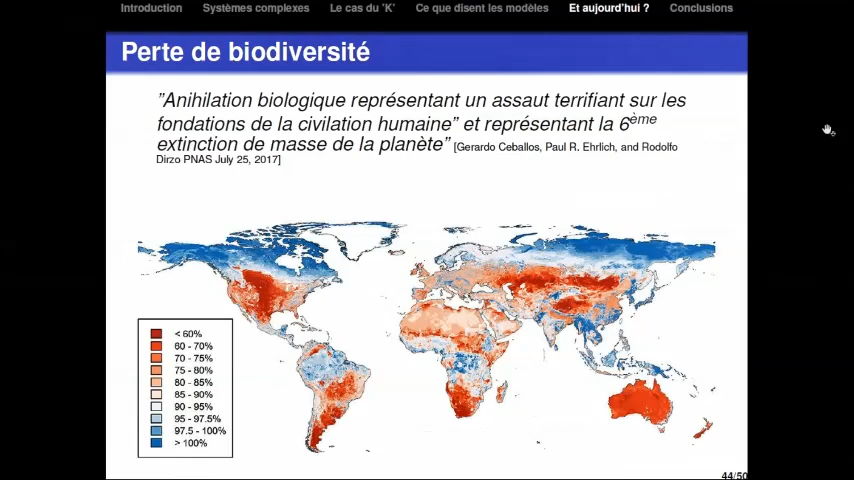 Introduction Systèmes complexes Le cas du 'K' Ce que disent les modèles Et aujourd'hui ? Conclusions
Perte de biodiversité
"Anihilation biologique représentant un assaut terrifiant sur les
fondations de la civilation humaine" et représentant la 6ème
extinction de masse de la planète" [Gerardo Ceballos, Paul R. Ehrlich, and Rodolfo
Dirzo PNAS July 25, 2017]
< 60%
60 - 70%
70 - 75%
75 - 80%
80 - 85%
85 - 90%
90 - 95%
95 - 97.5%
97.5 - 100%
> 100%
44/50